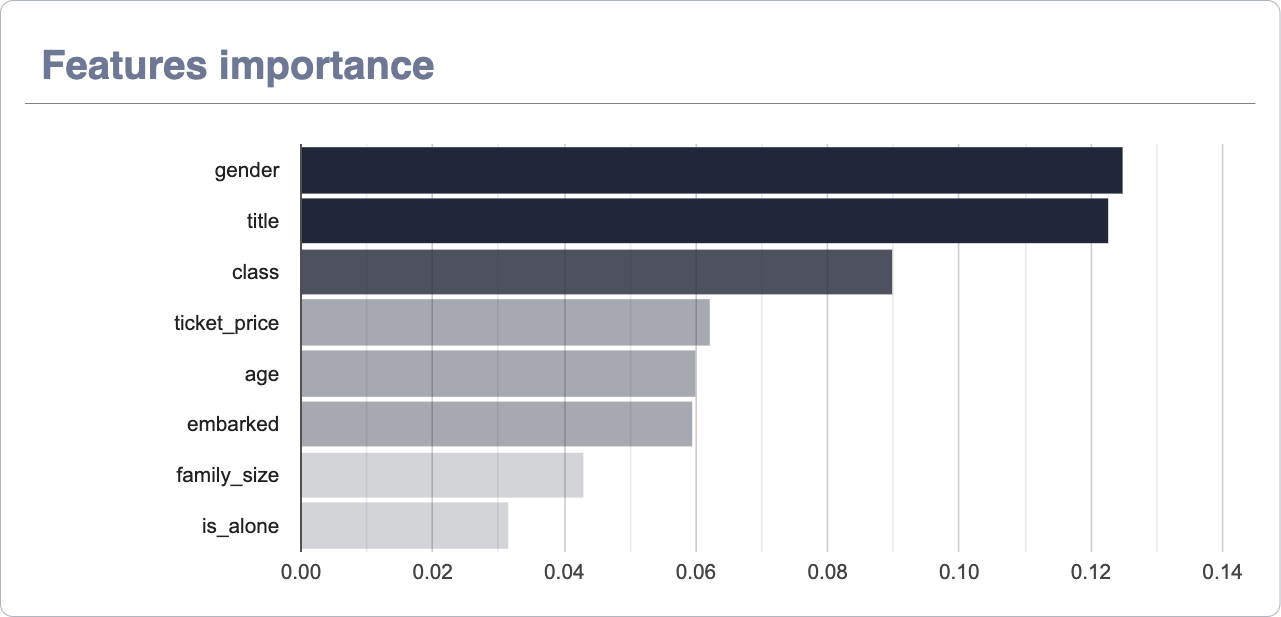 Features importance
gender
title
class
ticket_price
age
embarked
family_size
is_alone
0.00 0.02 0.04 0.06 0.08 0.10 0.12 0.14